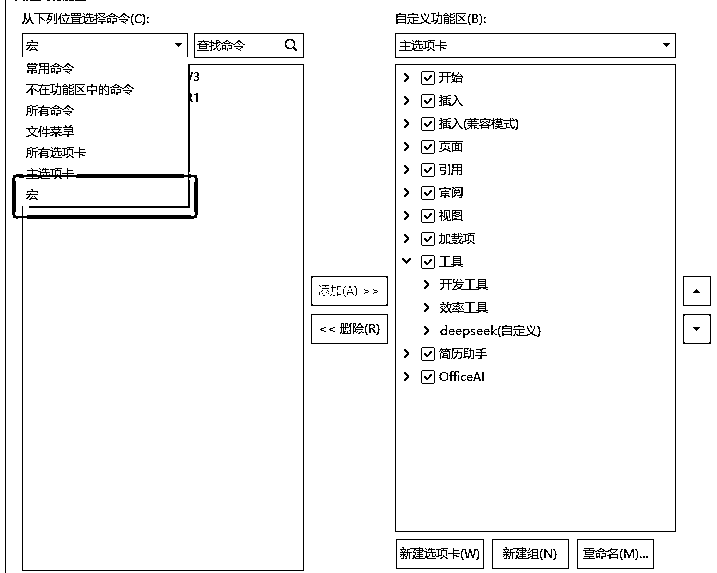 从下列位置选择命令(C):
宏
查找命令
常用命令
不在功能区中的命令
所有命令
文件菜单
所有选项卡
主选项卡
宏
V3
R1
添加(A) >>
<< 删除(R)
自定义功能区(B):
主选项卡
开始
插入
插入(兼容模式)
页面
引用
审阅
视图
加载项
工具
开发工具
效率工具
deepseek(自定义)
简历助手
OfficeAI
新建选项卡(W)
新建组(N)
重命名(M)...